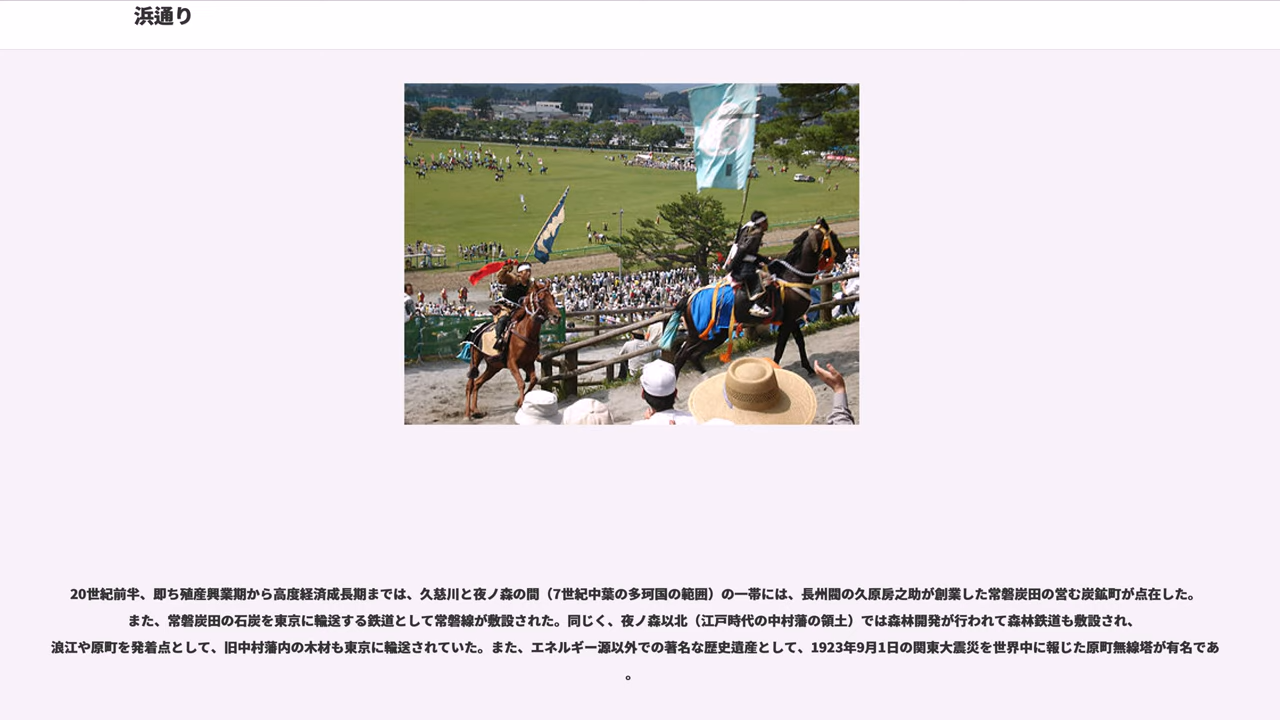 浜通り
20世紀前半、即ち殖産興業期から高度経済成長期までは、久慈川と夜ノ森の間（7世紀中葉の多珂国の範囲）の一帯には、長州閥の久原房之助が創業した常磐炭田の営む炭鉱町が点在した。
また、常磐炭田の石炭を東京に輸送する鉄道として常磐線が敷設された。同じく、夜ノ森以北（江戸時代の中村藩の領土）では森林開発が行われて森林鉄道も敷設され、
浪江や原町を発着点として、旧中村藩内の木材も東京に輸送されていた。また、エネルギー源以外での著名な歴史遺産として、1923年9月1日の関東大震災を世界中に報じた原町無線塔が有名であ
。